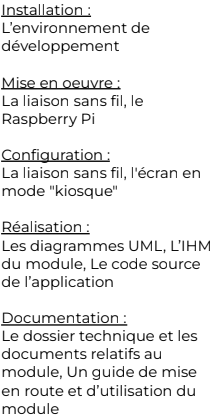 Installation :
L’environnement de
développement
Mise en oeuvre :
La liaison sans fil, le
Raspberry Pi
Configuration :
La liaison sans fil, l'écran en
mode "kiosque"
Réalisation :
Les diagrammes UML, L’IHM
du module, Le code source
de l’application
Documentation :
Le dossier technique et les
documents relatifs au
module, Un guide de mise
en route et d’utilisation du
module